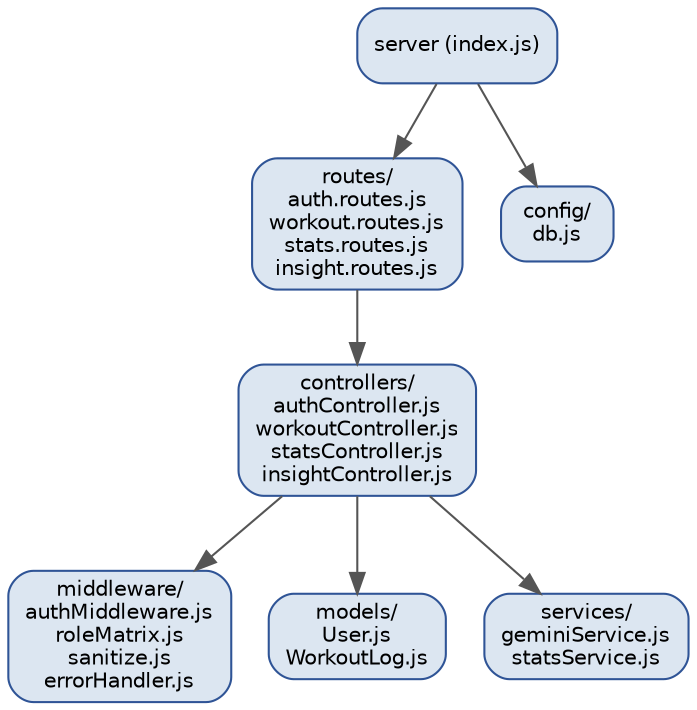 server (index.js)
routes/
auth.routes.js
workout.routes.js
stats.routes.js
insight.routes.js
config/
db.js
controllers/
authController.js
workoutController.js
statsController.js
insightController.js
middleware/
authMiddleware.js
roleMatrix.js
sanitize.js
errorHandler.js
models/
User.js
WorkoutLog.js
services/
geminiService.js
statsService.js